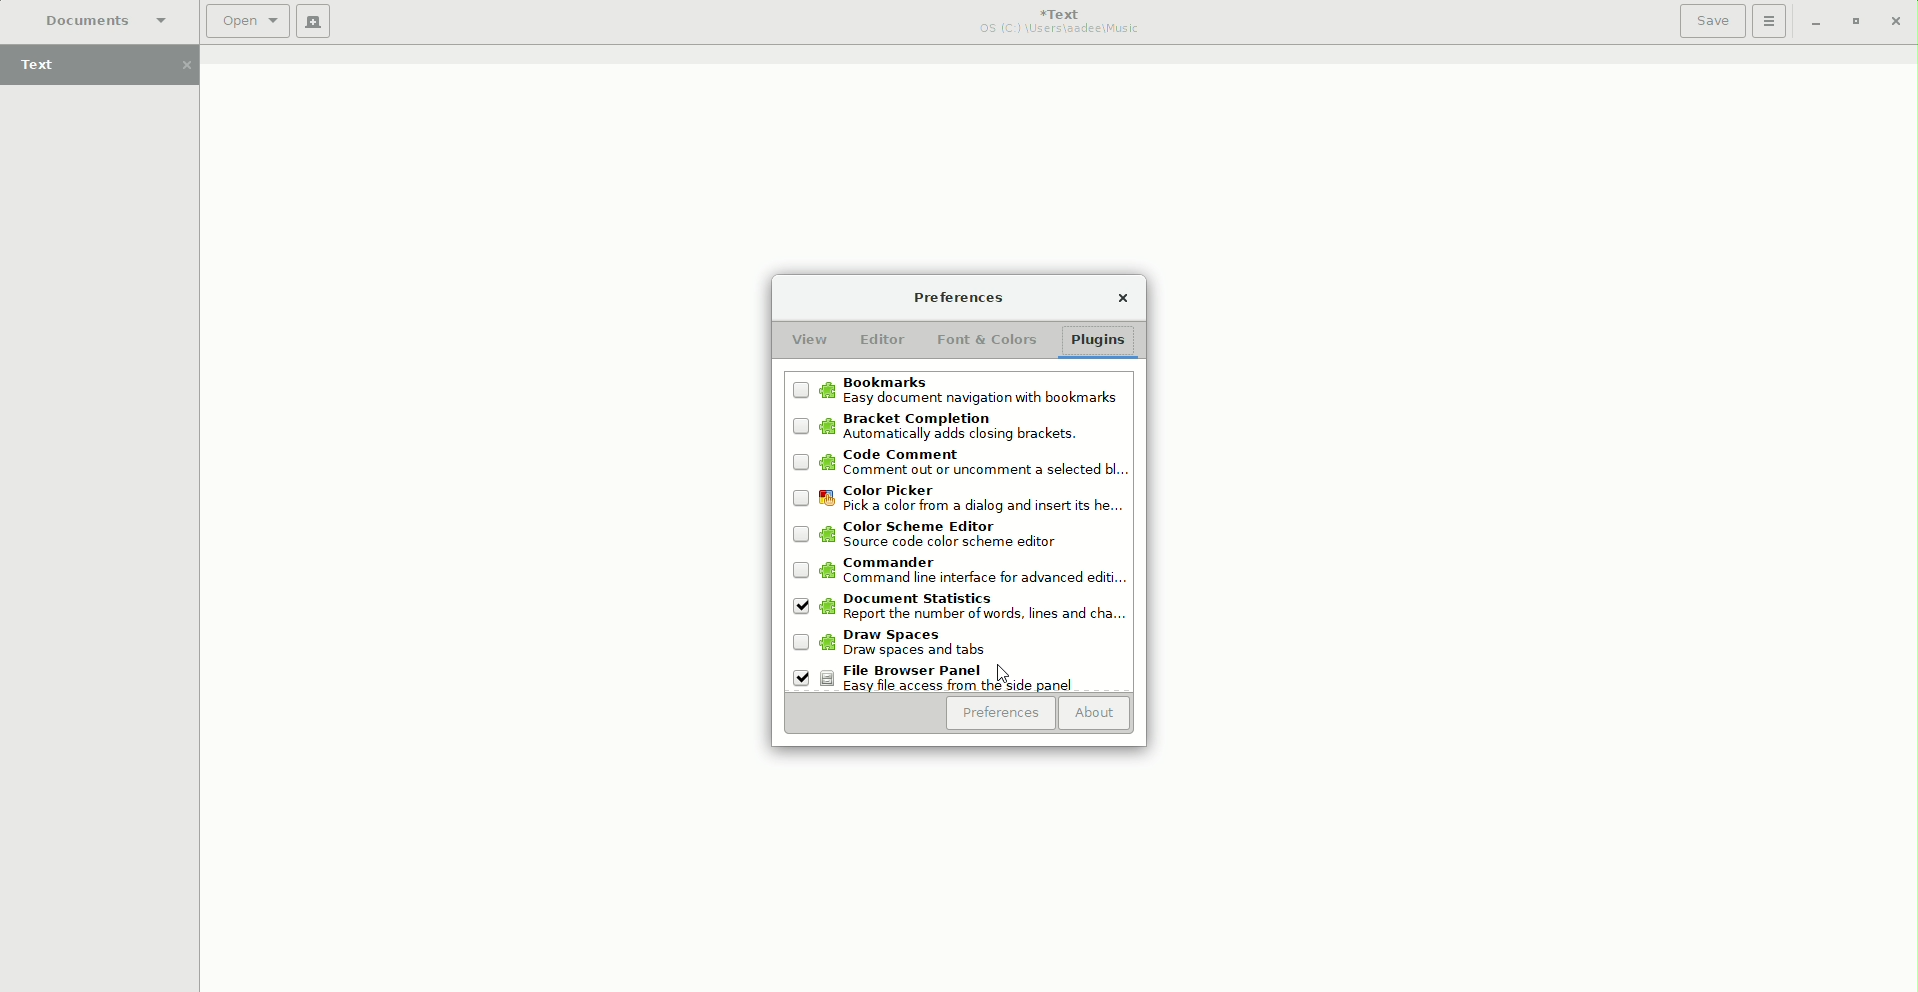 Documents
Open
*Text
OS (C:) \Users\aadee\Music
Save
Text
Preferences
View
Editor
Font & Colors
Plugins
Bookmarks
Easy document navigation with bookmarks
Bracket Completion
Automatically adds closing brackets.
Code Comment
Comment out or uncomment a selected bl...
Color Picker
Pick a color from a dialog and insert its he...
Color Scheme Editor
Source code color scheme editor
Commander
Command line interface for advanced editi...
Document Statistics
Report the number of words, lines and cha...
Draw Spaces
Draw spaces and tabs
File Browser Panel
Easy file access from the side panel
Preferences
About